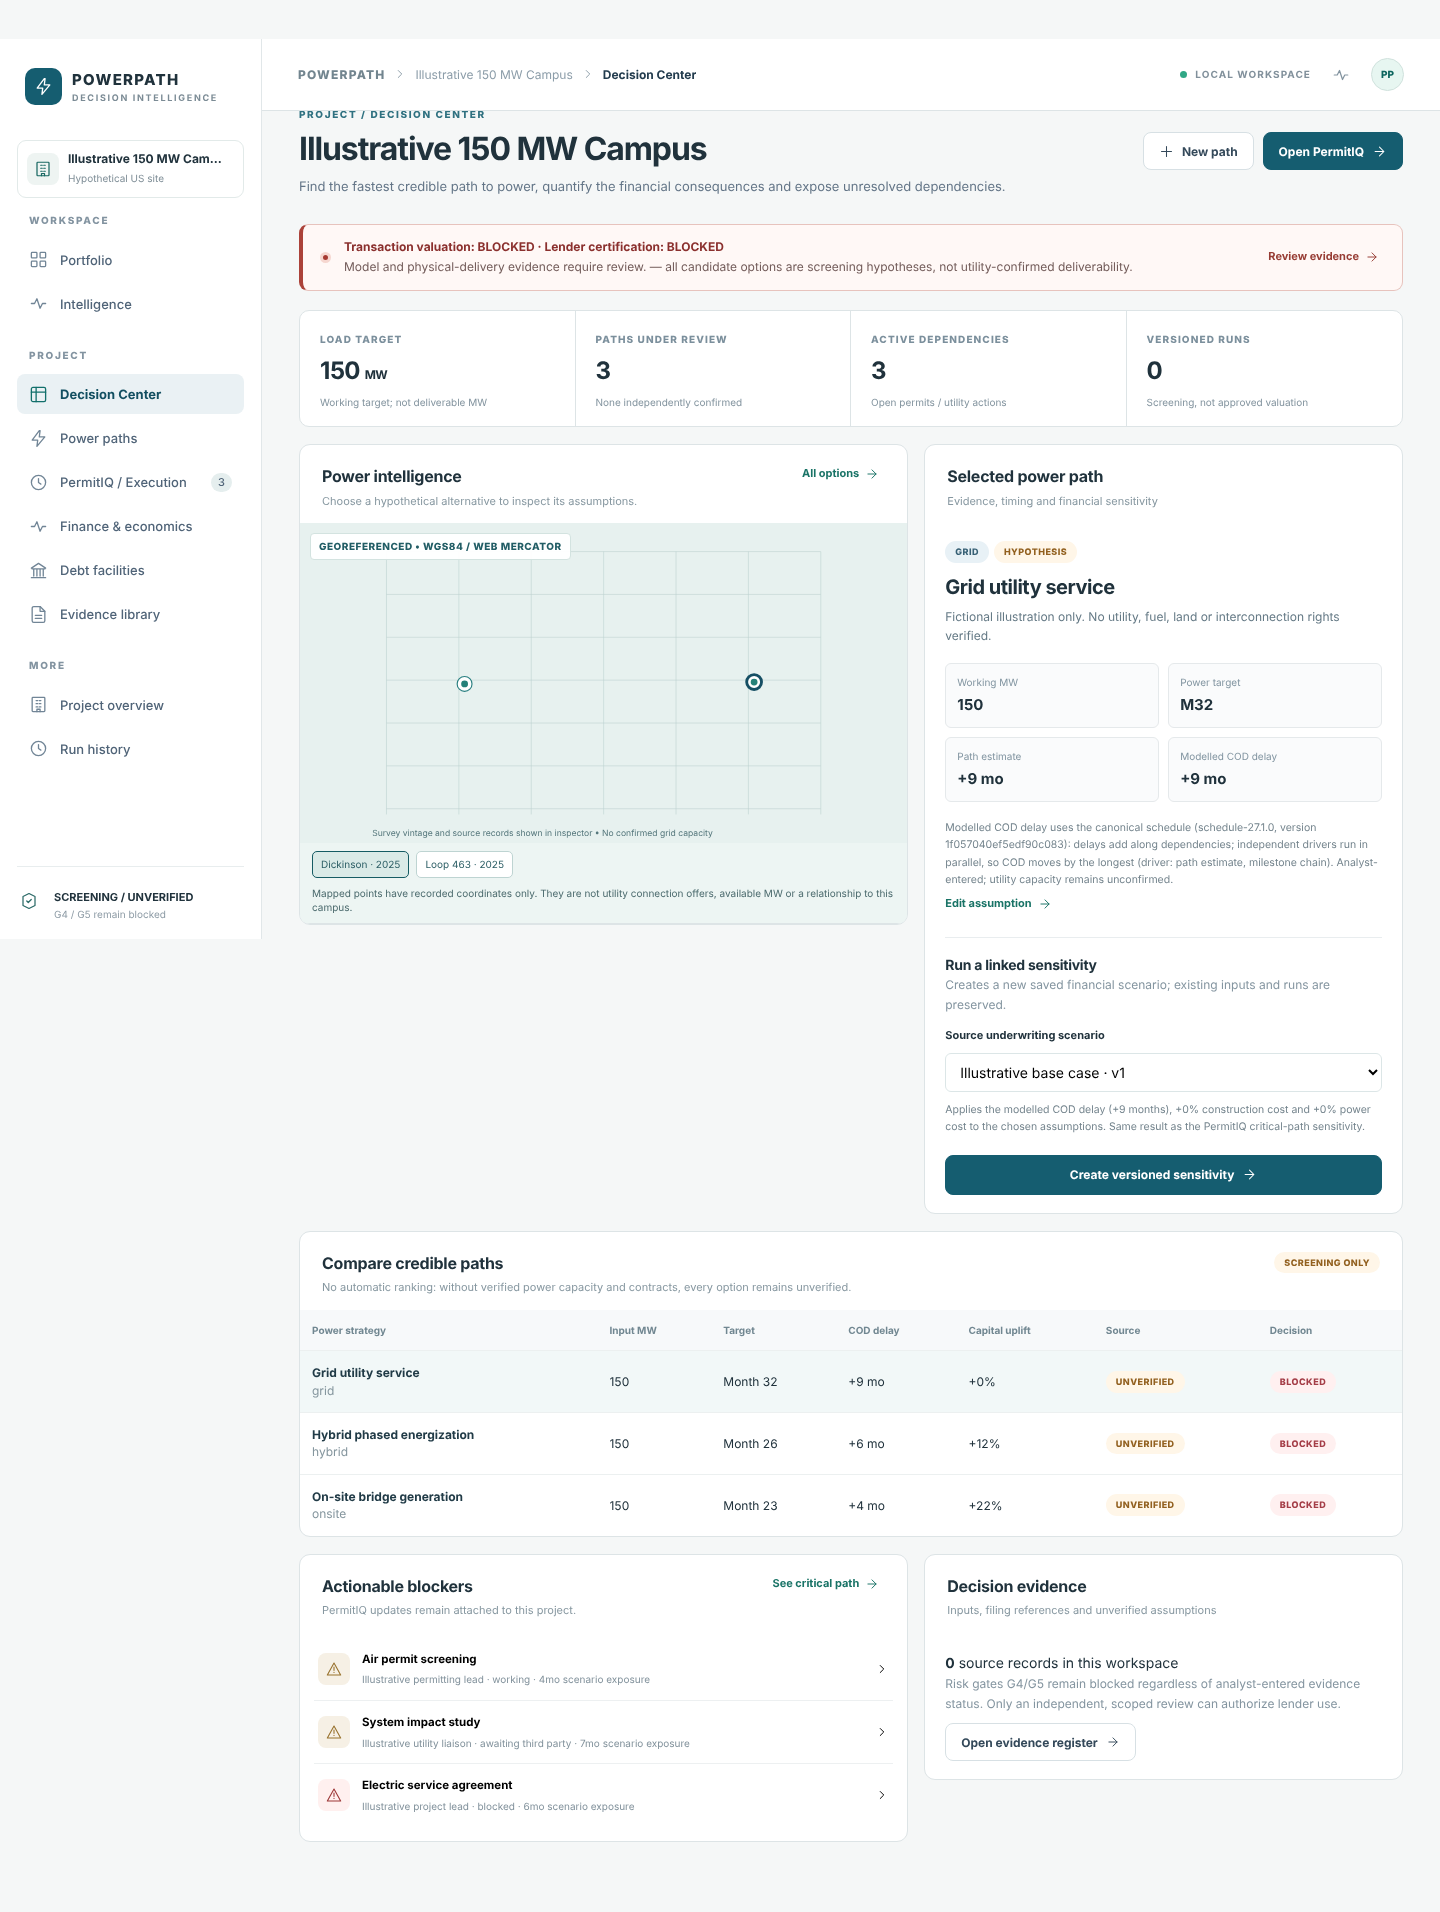 POWERPATH
DECISION INTELLIGENCE
Illustrative 150 MW Cam...
Hypothetical US site
WORKSPACE
Portfolio
Intelligence
PROJECT
Decision Center
Power paths
PermitIQ / Execution 3
Finance & economics
Debt facilities
Evidence library
MORE
Project overview
Run history
SCREENING / UNVERIFIED
G4 / G5 remain blocked
POWERPATH Illustrative 150 MW Campus Decision Center
LOCAL WORKSPACE
PP
PROJECT / DECISION CENTER
Illustrative 150 MW Campus
Find the fastest credible path to power, quantify the financial consequences and expose unresolved dependencies.
New path
Open PermitIQ
Transaction valuation: BLOCKED · Lender certification: BLOCKED
Model and physical-delivery evidence require review. — all candidate options are screening hypotheses, not utility-confirmed deliverability.
Review evidence
LOAD TARGET
150 MW
Working target; not deliverable MW
PATHS UNDER REVIEW
3
None independently confirmed
ACTIVE DEPENDENCIES
3
Open permits / utility actions
VERSIONED RUNS
0
Screening, not approved valuation
Power intelligence
Choose a hypothetical alternative to inspect its assumptions.
All options
GEOREFERENCED • WGS84 / WEB MERCATOR
Survey vintage and source records shown in inspector • No confirmed grid capacity
Dickinson · 2025
Loop 463 · 2025
Mapped points have recorded coordinates only. They are not utility connection offers, available MW or a relationship to this
campus.
Selected power path
Evidence, timing and financial sensitivity
GRID
HYPOTHESIS
Grid utility service
Fictional illustration only. No utility, fuel, land or interconnection rights
verified.
Working MW
150
Power target
M32
Path estimate
+9 mo
Modelled COD delay
+9 mo
Modelled COD delay uses the canonical schedule (schedule-27.1.0, version
1f057040ef5edf90c083): delays add along dependencies; independent drivers run in
parallel, so COD moves by the longest (driver: path estimate, milestone chain). Analyst-
entered; utility capacity remains unconfirmed.
Edit assumption
Run a linked sensitivity
Creates a new saved financial scenario; existing inputs and runs are
preserved.
Source underwriting scenario
Illustrative base case · v1
Applies the modelled COD delay (+9 months), +0% construction cost and +0% power
cost to the chosen assumptions. Same result as the PermitIQ critical-path sensitivity.
Create versioned sensitivity
Compare credible paths
No automatic ranking: without verified power capacity and contracts, every option remains unverified.
SCREENING ONLY
Power strategy Input MW Target COD delay Capital uplift Source Decision
Grid utility service
grid
150 Month 32 +9 mo +0% UNVERIFIED BLOCKED
Hybrid phased energization
hybrid
150 Month 26 +6 mo +12% UNVERIFIED BLOCKED
On-site bridge generation
onsite
150 Month 23 +4 mo +22% UNVERIFIED BLOCKED
Actionable blockers
PermitIQ updates remain attached to this project.
See critical path
Air permit screening
Illustrative permitting lead · working · 4mo scenario exposure
System impact study
Illustrative utility liaison · awaiting third party · 7mo scenario exposure
Electric service agreement
Illustrative project lead · blocked · 6mo scenario exposure
Decision evidence
Inputs, filing references and unverified assumptions
0 source records in this workspace
Risk gates G4/G5 remain blocked regardless of analyst-entered evidence
status. Only an independent, scoped review can authorize lender use.
Open evidence register